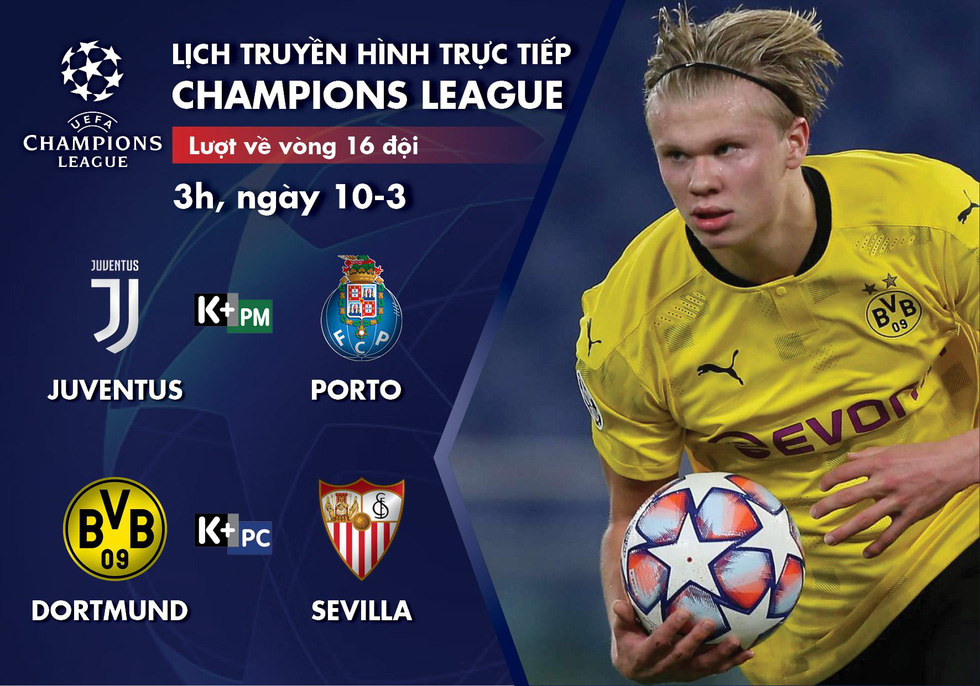 LỊCH TRUYỀN HÌNH TRỰC TIẾP
CHAMPIONS LEAGUE
UEFA
CHAMPIONS
LEAGUE
Lượt về vòng 16 đội
3h, ngày 10-3
JUVENTUS
K+ PM
FCP
JUVENTUS
PORTO
BVB
09
K+ PC
DORTMUND
SEVILLA
BVB
09
EVON